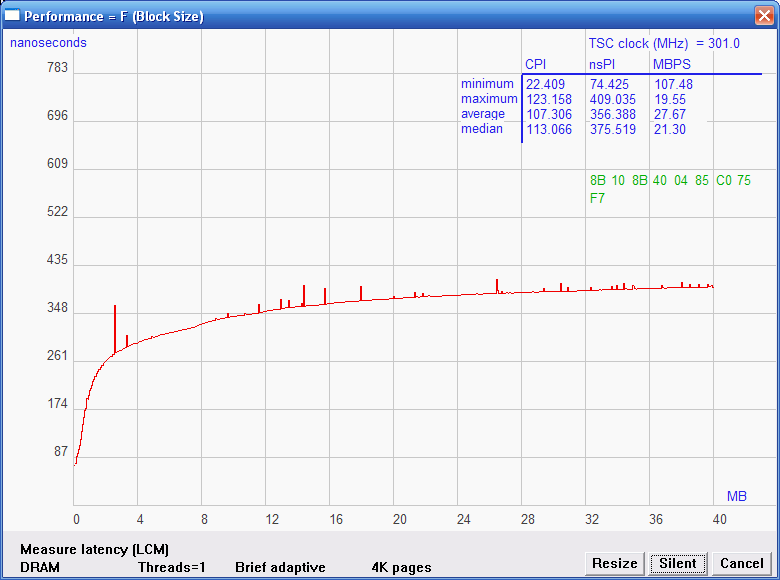 Performance = F (Block Size)
nanoseconds
TSC clock (MHz) = 301.0
CPI nsPI MBPS
minimum 22.409 74.425 107.48
maximum 123.158 409.035 19.55
average 107.306 356.388 27.67
median 113.066 375.519 21.30
8B 10 8B 40 04 85 C0 75
F7
783
696
609
522
435
348
261
174
87
MB
0 4 8 12 16 20 24 28 32 36 40
Measure latency (LCM)
DRAM Threads=1 Brief adaptive 4K pages
Resize Silent Cancel